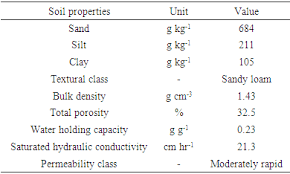 Soil properties Unit Value
Sand g kg⁻¹ 684
Silt g kg⁻¹ 211
Clay g kg⁻¹ 105
Textural class - Sandy loam
Bulk density g cm⁻³ 1.43
Total porosity % 32.5
Water holding capacity g g⁻¹ 0.23
Saturated hydraulic conductivity cm hr⁻¹ 21.3
Permeability class - Moderately rapid